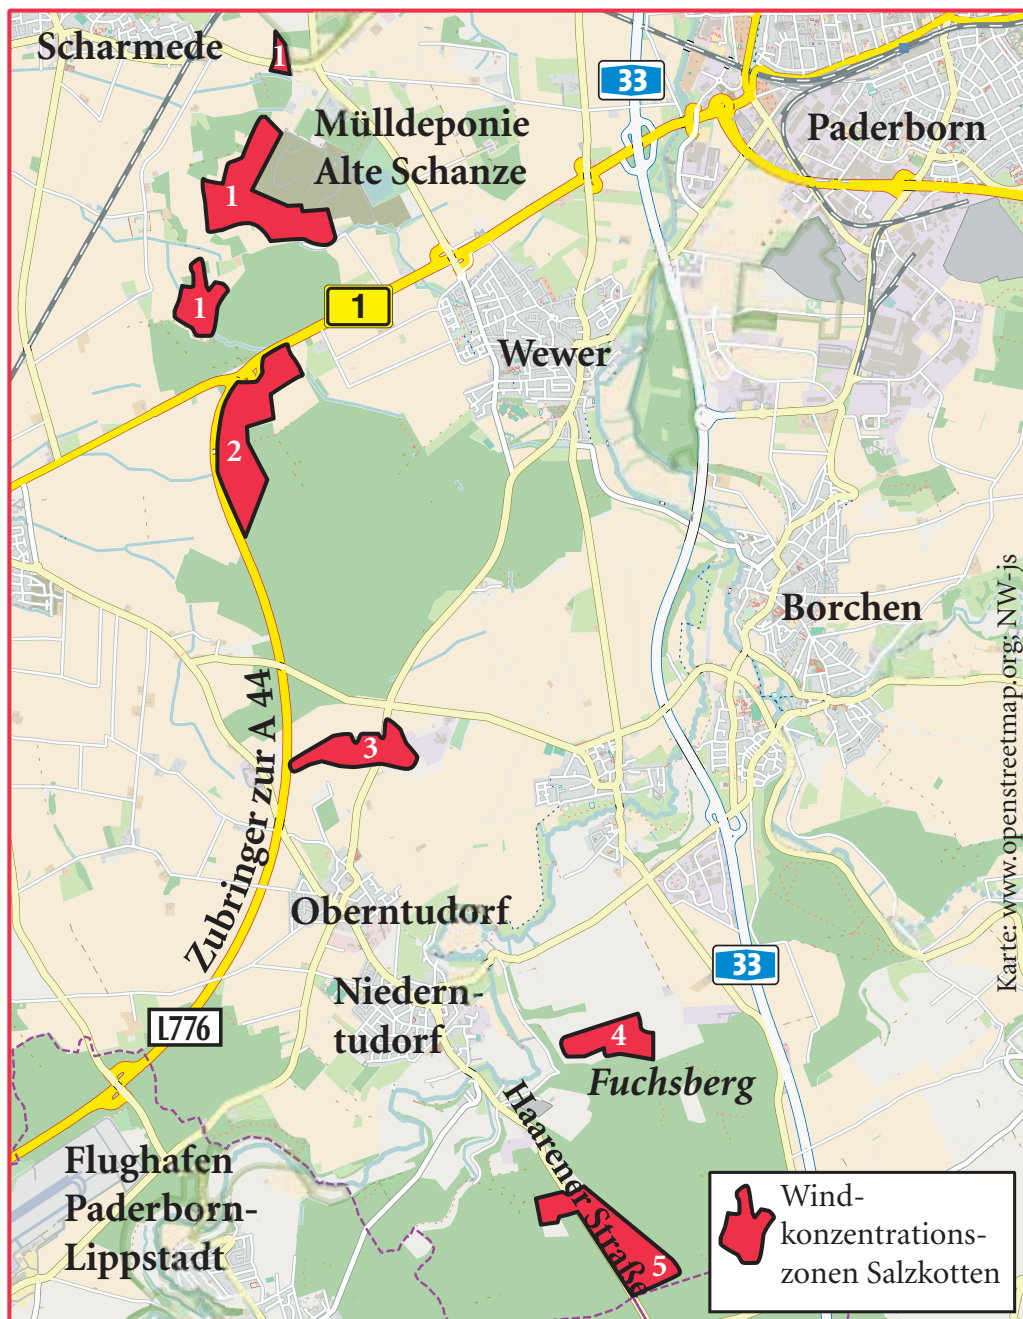 Scharmede
1
33
Mülldeponie
Alte Schanze
Paderborn
1
1
1
Wewer
2
Borchen
Karte: www.openstreetmap.org; NW-js
Zubringer zur A 44
3
Oberntudorf
33
Niedern-
tudorf
L776
4
Fuchsberg
Haarener Straße
Flughafen
Paderborn-
Lippstadt
5
Wind-
konzentrations-
zonen Salzkotten